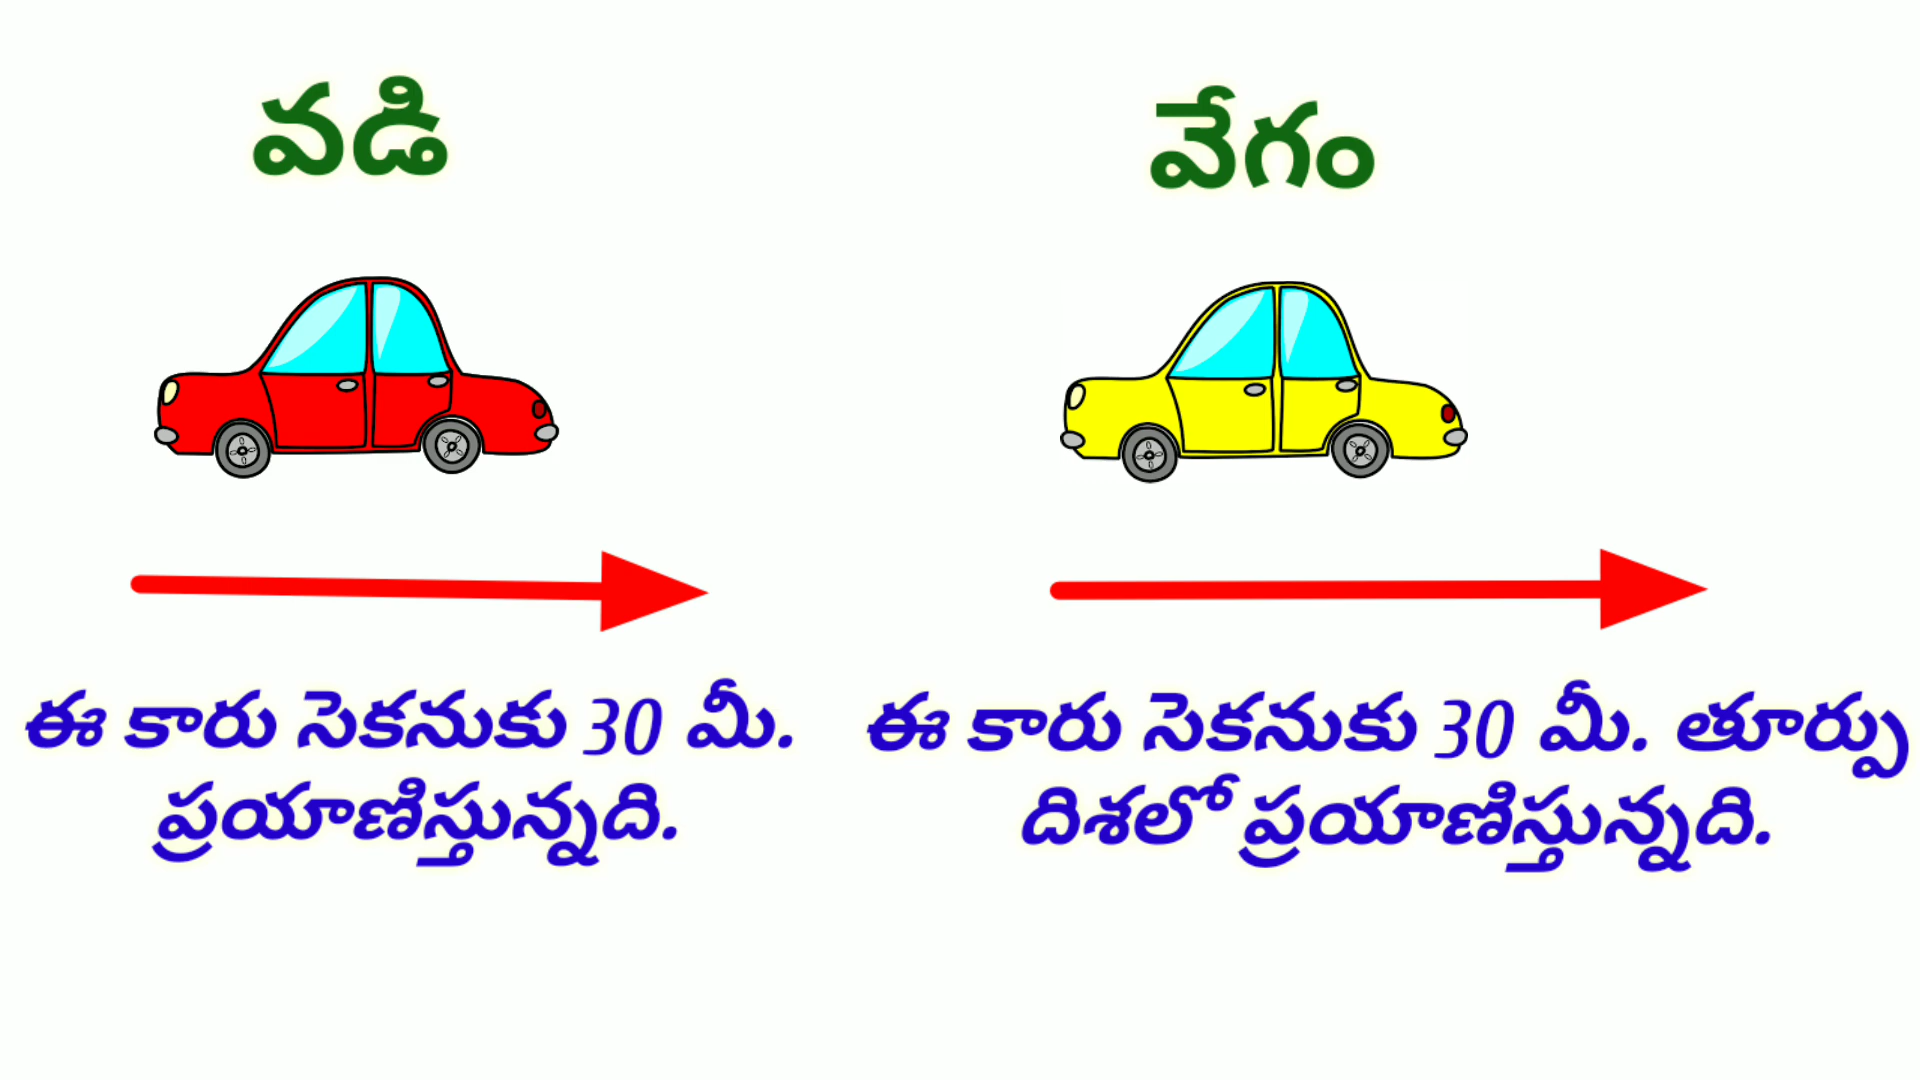 వడి
వేగం
ఈ కారు సెకనుకు 30 మీ.
ప్రయాణిస్తున్నది.
ఈ కారు సెకనుకు 30 మీ. తూర్పు
దిశలో ప్రయాణిస్తున్నది.